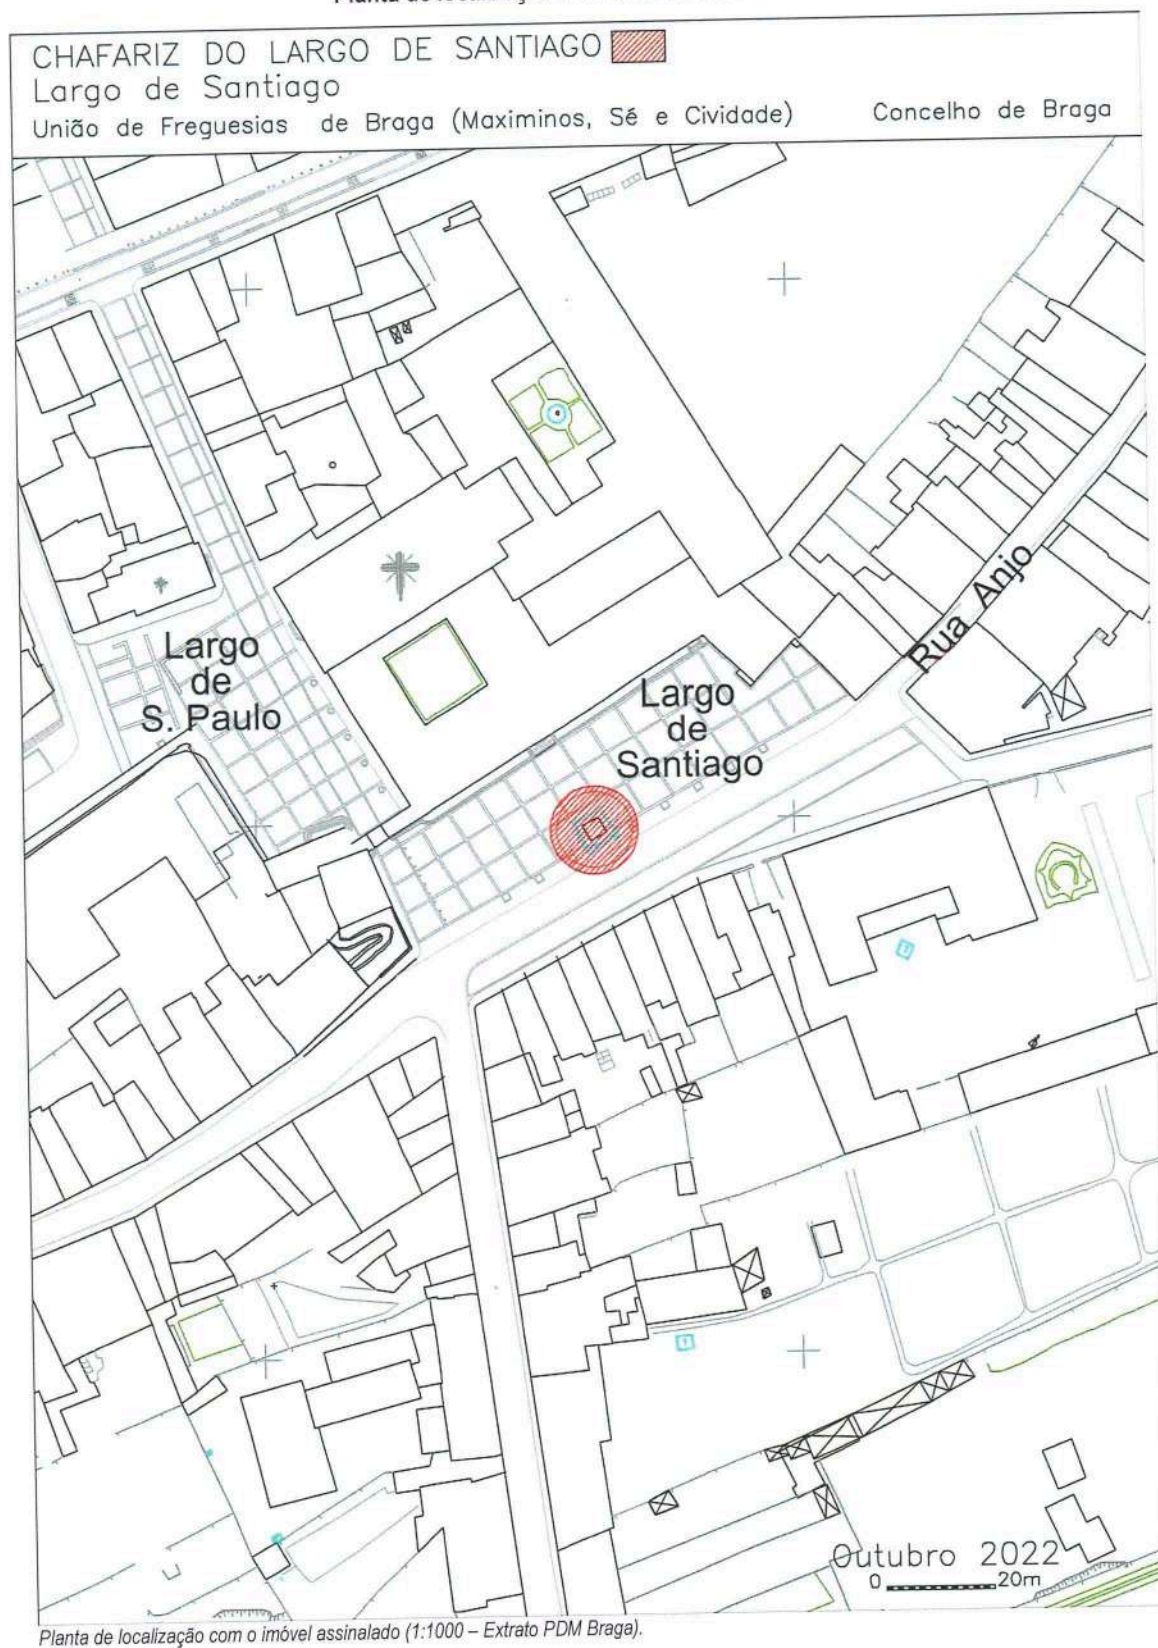 CHAFARIZ DO LARGO DE SANTIAGO
Largo de Santiago
União de Freguesias de Braga (Maximinos, Sé e Cividade) Concelho de Braga
Largo
de
S. Paulo
Largo
de
Santiago
Rua Anjo
Outubro 2022
0 20m
Planta de localização com o imóvel assinalado (1:1000 – Extrato PDM Braga).